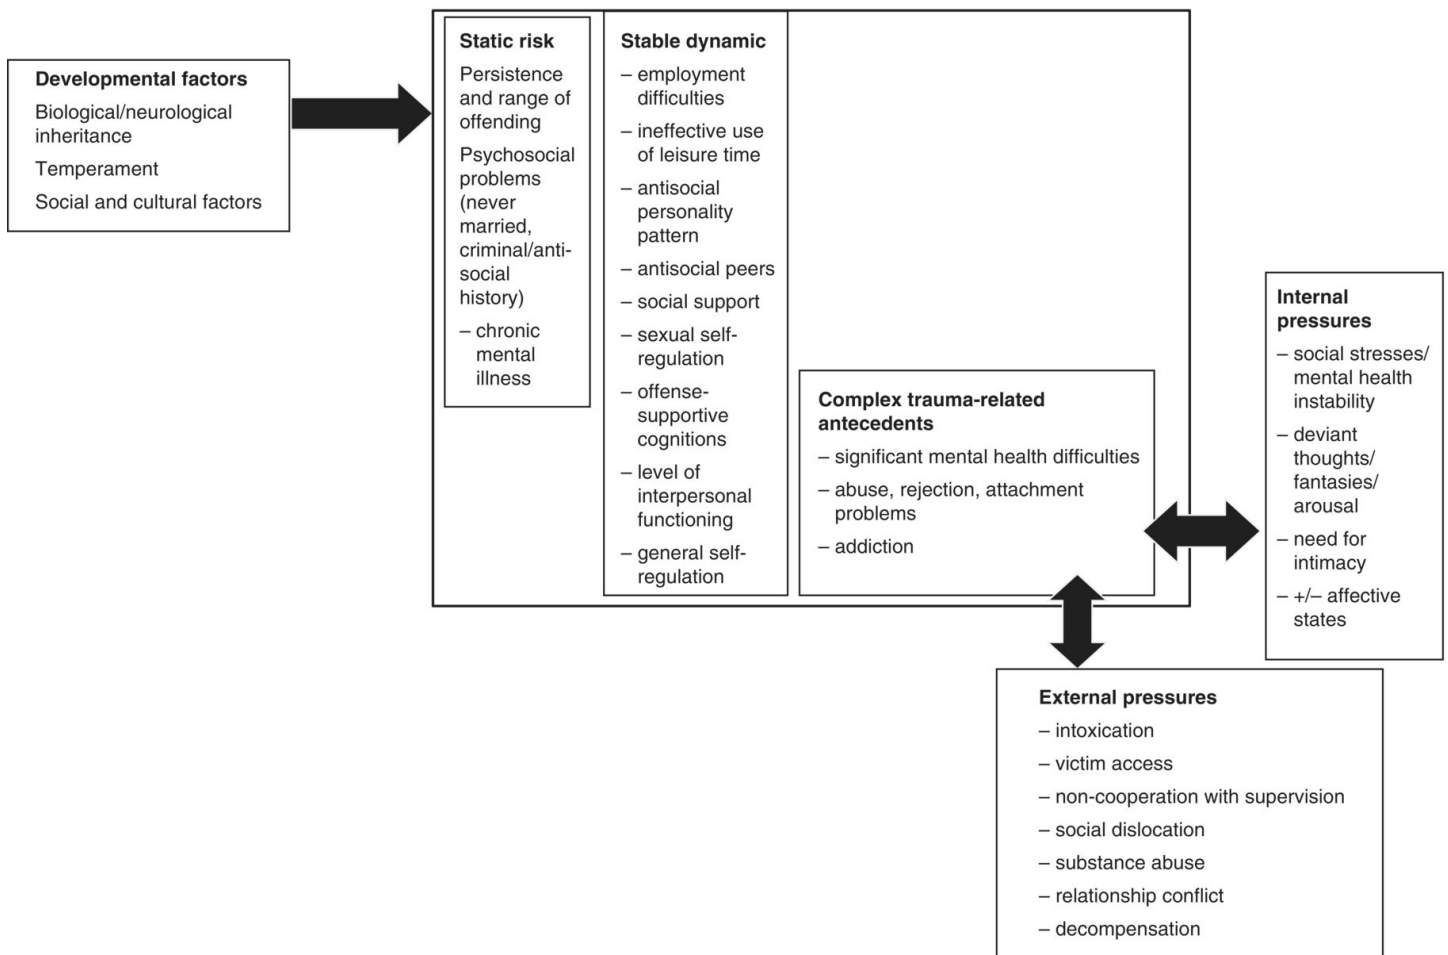 Developmental factors
Biological/neurological
inheritance
Temperament
Social and cultural factors
Static risk
Persistence
and range of
offending
Psychosocial
problems
(never
married,
criminal/anti-
social
history)
– chronic
mental
illness
Stable dynamic
– employment
difficulties
– ineffective use
of leisure time
– antisocial
personality
pattern
– antisocial peers
– social support
– sexual self-
regulation
– offense-
supportive
cognitions
– level of
interpersonal
functioning
– general self-
regulation
Complex trauma-related
antecedents
– significant mental health difficulties
– abuse, rejection, attachment
problems
– addiction
Internal
pressures
– social stresses/
mental health
instability
– deviant
thoughts/
fantasies/
arousal
– need for
intimacy
– +/– affective
states
External pressures
– intoxication
– victim access
– non-cooperation with supervision
– social dislocation
– substance abuse
– relationship conflict
– decompensation